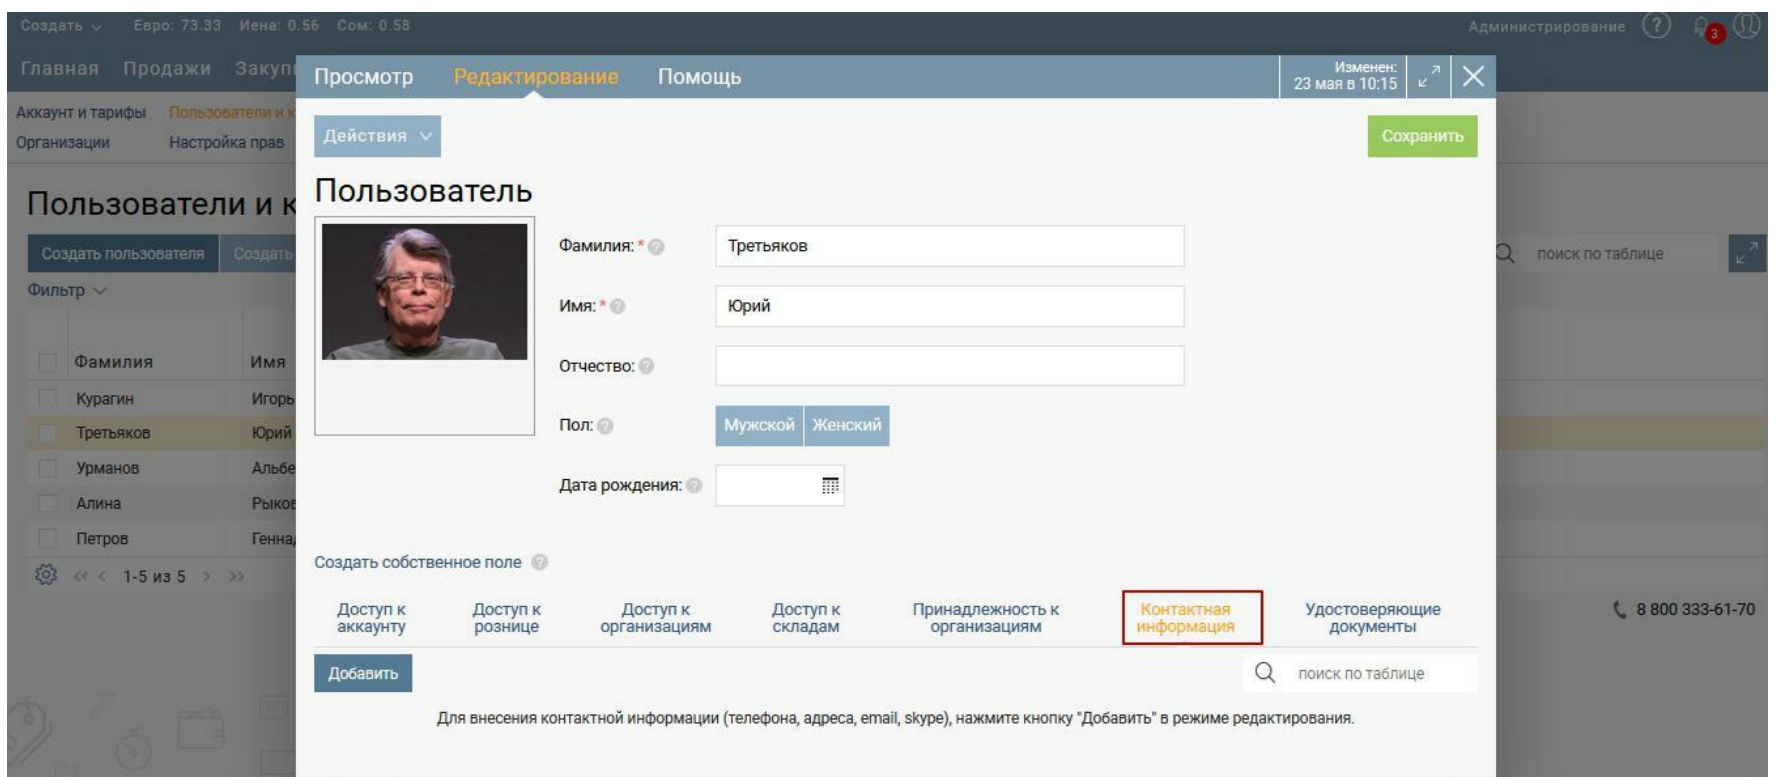 Создать Евро: 73.33 Иена: 0.56 Сом: 0.58 Администрирование ? 3
Главная Продажи
Просмотр Редактирование Помощь Изменен: 23 мая в 10:15
Аккаунт и тарифы Пользователи и к
Организации Настройка прав
Действия Сохранить
Пользователи и к
Создать пользователя Создать поиск по таблице
Фильтр
Фамилия Имя
Курагин Игорь
Третьяков Юрий
Урманов Альбе
Алина
Петров
<< < 1-5 из 5 > >>
Пользователь
Фамилия: * ? Третьяков
Имя: * ? Юрий
Отчество: ?
Пол: ? Мужской Женский
Дата рождения: ?
Создать собственное поле ?
Доступ к аккаунту
Доступ к рознице
Доступ к организациям
Доступ к складам
Принадлежность к организациям
Контактная информация
Удостоверяющие документы
Добавить поиск по таблице
Для внесения контактной информации (телефона, адреса, email, skype), нажмите кнопку "Добавить" в режиме редактирования.
8 800 333-61-70